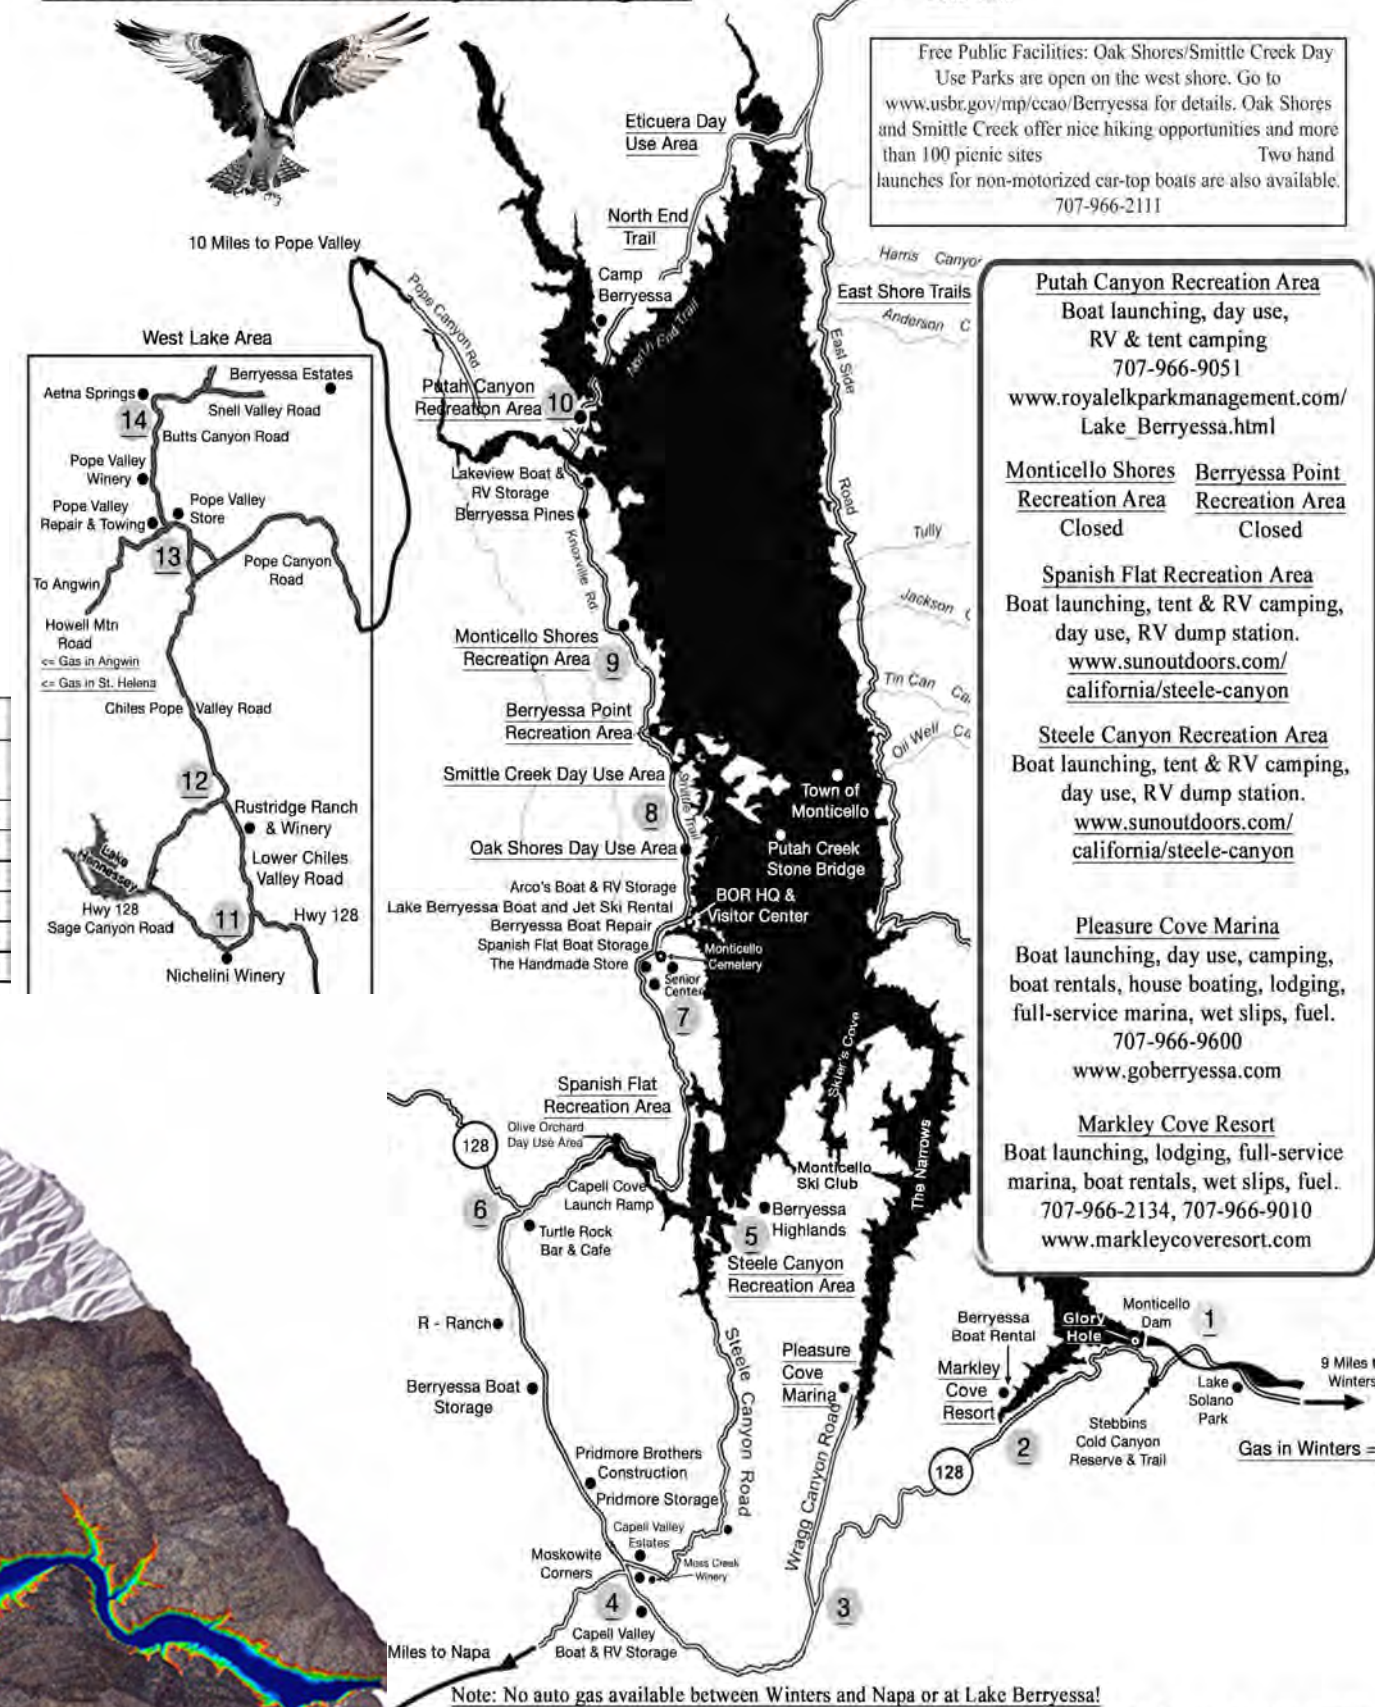 Free Public Facilities: Oak Shores/Smittle Creek Day
Use Parks are open on the west shore. Go to
www.usbr.gov/mp/ccao/Berryessa for details. Oak Shores
and Smittle Creek offer nice hiking opportunities and more
than 100 picnic sites Two hand
launches for non-motorized car-top boats are also available.
707-966-2111
Eticuera Day
Use Area
North End
Trail
10 Miles to Pope Valley
Camp
Berryessa
Pope Canyon Rd.
North End Trail
Harris Canyon
East Shore Trails
Anderson C
East Side
Road
Putah Canyon
Recreation Area
10
Lakeview Boat &
RV Storage
Berryessa Pines
Knoxville Rd.
Tully
Jackson
Tin Can Ca
Oil Well Ca
Monticello Shores
Recreation Area
9
Berryessa Point
Recreation Area
Smittle Creek Day Use Area
Smittle Trail
8
Oak Shores Day Use Area
Town of
Monticello
Putah Creek
Stone Bridge
Arco's Boat & RV Storage
Lake Berryessa Boat and Jet Ski Rental
Berryessa Boat Repair
Spanish Flat Boat Storage
The Handmade Store
BOR HQ &
Visitor Center
Monticello
Cemetery
Senior
Center
7
West Lake Area
Aetna Springs
14
Berryessa Estates
Snell Valley Road
Butts Canyon Road
Pope Valley
Winery
Pope Valley
Repair & Towing
Pope Valley
Store
13
Pope Canyon
Road
To Angwin
Howell Mtn
Road
<= Gas in Angwin
<= Gas in St. Helena
Chiles Pope Valley Road
12
Rustridge Ranch
& Winery
Lake
Hennessey
Lower Chiles
Valley Road
Hwy 128
Sage Canyon Road
11
Hwy 128
Nichelini Winery
Putah Canyon Recreation Area
Boat launching, day use,
RV & tent camping
707-966-9051
www.royalelkparkmanagement.com/
Lake_Berryessa.html
Monticello Shores
Recreation Area
Closed
Berryessa Point
Recreation Area
Closed
Spanish Flat Recreation Area
Boat launching, tent & RV camping,
day use, RV dump station.
www.sunoutdoors.com/
california/steele-canyon
Steele Canyon Recreation Area
Boat launching, tent & RV camping,
day use, RV dump station.
www.sunoutdoors.com/
california/steele-canyon
Pleasure Cove Marina
Boat launching, day use, camping,
boat rentals, house boating, lodging,
full-service marina, wet slips, fuel.
707-966-9600
www.goberryessa.com
Markley Cove Resort
Boat launching, lodging, full-service
marina, boat rentals, wet slips, fuel.
707-966-2134, 707-966-9010
www.markleycoveresort.com
Skier's Cove
The Narrows
Spanish Flat
Recreation Area
Olive Orchard
Day Use Area
128
6
Capell Cove
Launch Ramp
Turtle Rock
Bar & Cafe
Monticello
Ski Club
Berryessa
Highlands
5
Steele Canyon
Recreation Area
R - Ranch
Berryessa Boat
Storage
Steele Canyon Road
Pleasure
Cove
Marina
Wragg Canyon Road
Berryessa
Boat Rental
Glory
Hole
Monticello
Dam
1
Markley
Cove
Resort
2
Stebbins
Cold Canyon
Reserve & Trail
Lake
Solano
Park
9 Miles t
Winters
Gas in Winters =
128
3
Pridmore Brothers
Construction
Pridmore Storage
Capell Valley
Estates
Moskowite
Corners
Moss Creek
Winery
4
Capell Valley
Boat & RV Storage
Miles to Napa
Note: No auto gas available between Winters and Napa or at Lake Berryessa!